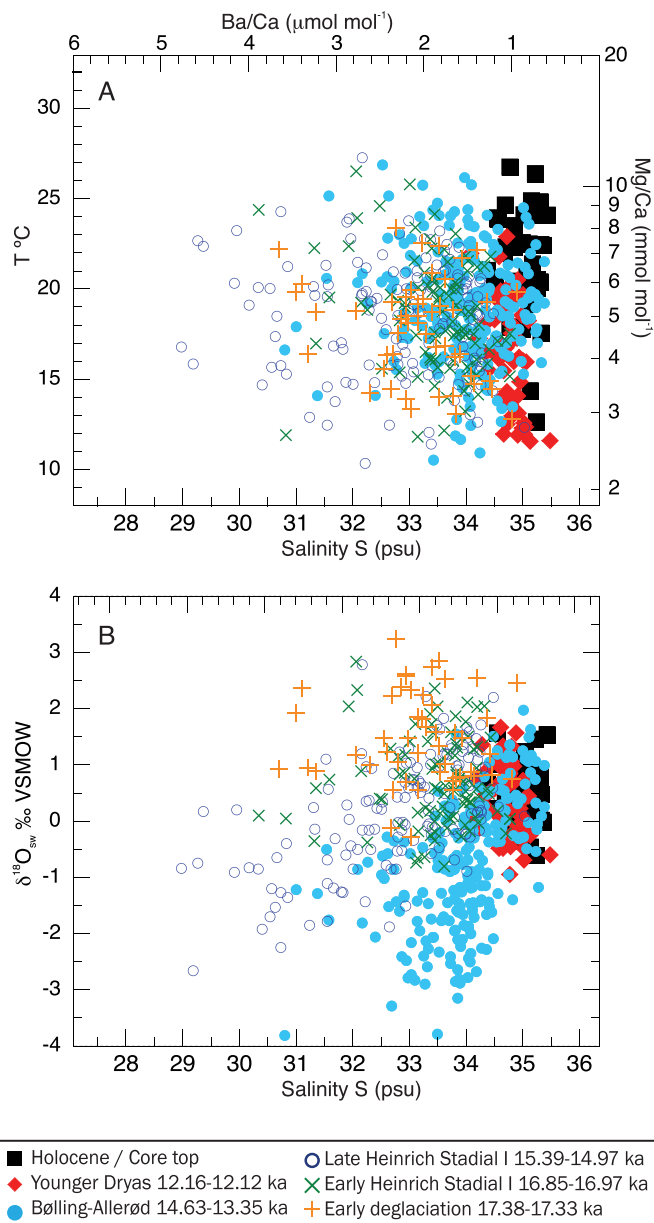 Ba/Ca (μmol mol⁻¹)
6 5 4 3 2 1
A
30
25
20
15
10
T ºC
20
10
9
8
7
6
5
4
3
2
Mg/Ca (mmol mol⁻¹)
28 29 30 31 32 33 34 35 36
Salinity S (psu)
B
4
3
2
1
0
-1
-2
-3
-4
δ¹⁸Osw ‰ VSMOW
28 29 30 31 32 33 34 35 36
Salinity S (psu)
Holocene / Core top
Late Heinrich Stadial I 15.39-14.97 ka
Younger Dryas 12.16-12.12 ka
Early Heinrich Stadial I 16.85-16.97 ka
Bølling-Allerød 14.63-13.35 ka
Early deglaciation 17.38-17.33 ka